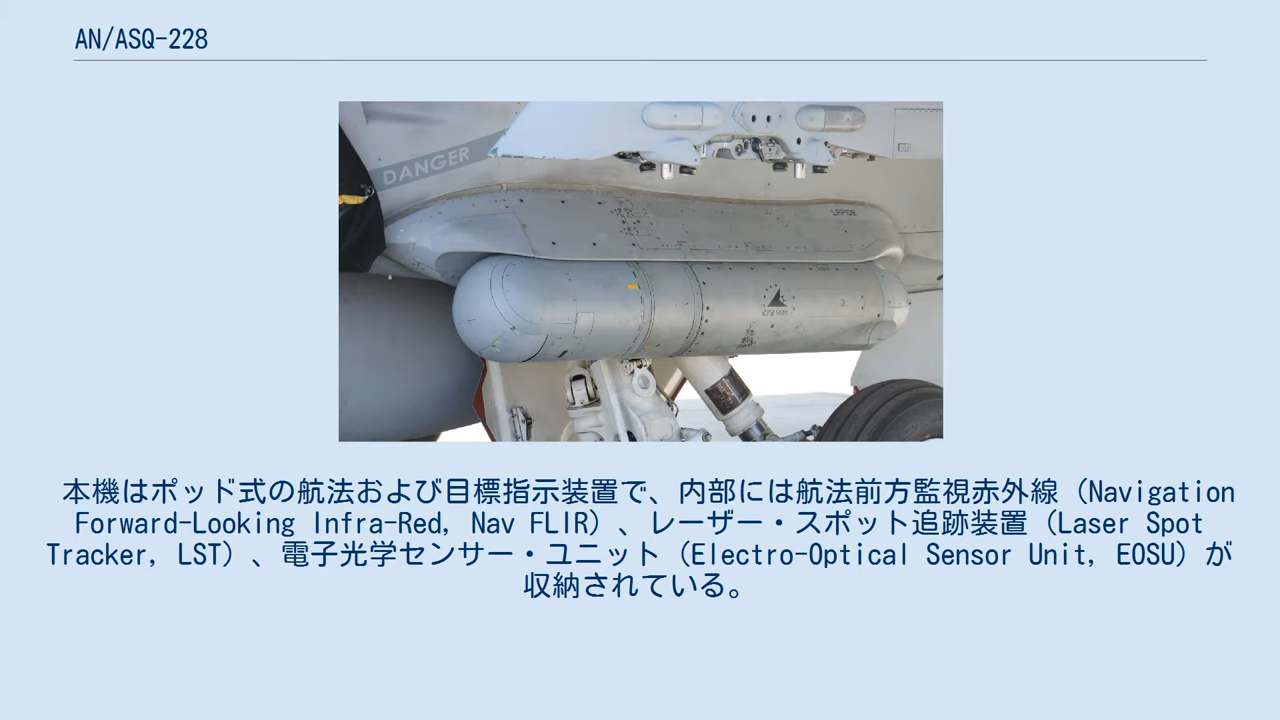 AN/ASQ-228
DANGER
本機はポッド式の航法および目標指示装置で、内部には航法前方監視赤外線（Navigation
Forward-Looking Infra-Red, Nav FLIR）、レーザー・スポット追跡装置（Laser Spot
Tracker, LST）、電子光学センサー・ユニット（Electro-Optical Sensor Unit, EOSU）が
収納されている。